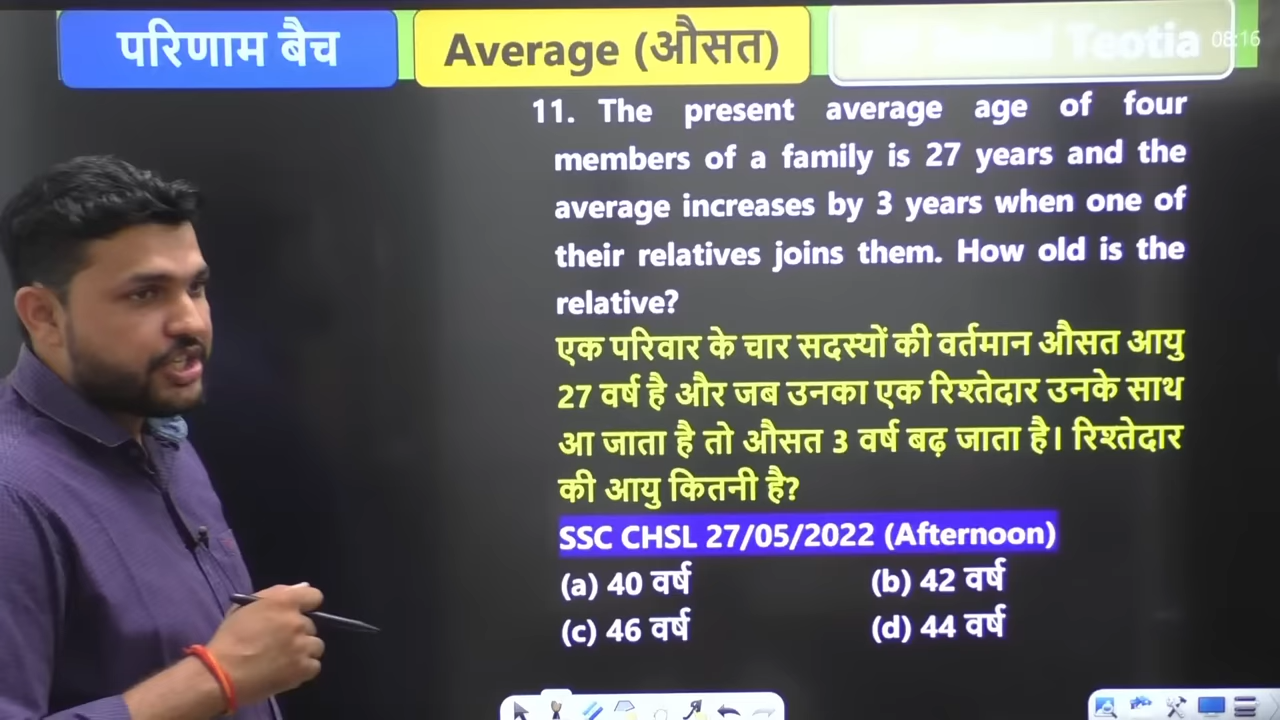 परिणाम बैच
Average (औसत)
Teotia
08:16
11. The present average age of four
members of a family is 27 years and the
average increases by 3 years when one of
their relatives joins them. How old is the
relative?
एक परिवार के चार सदस्यों की वर्तमान औसत आयु
27 वर्ष है और जब उनका एक रिश्तेदार उनके साथ
आ जाता है तो औसत 3 वर्ष बढ़ जाता है। रिश्तेदार
की आयु कितनी है?
SSC CHSL 27/05/2022 (Afternoon)
(a) 40 वर्ष (b) 42 वर्ष
(c) 46 वर्ष (d) 44 वर्ष